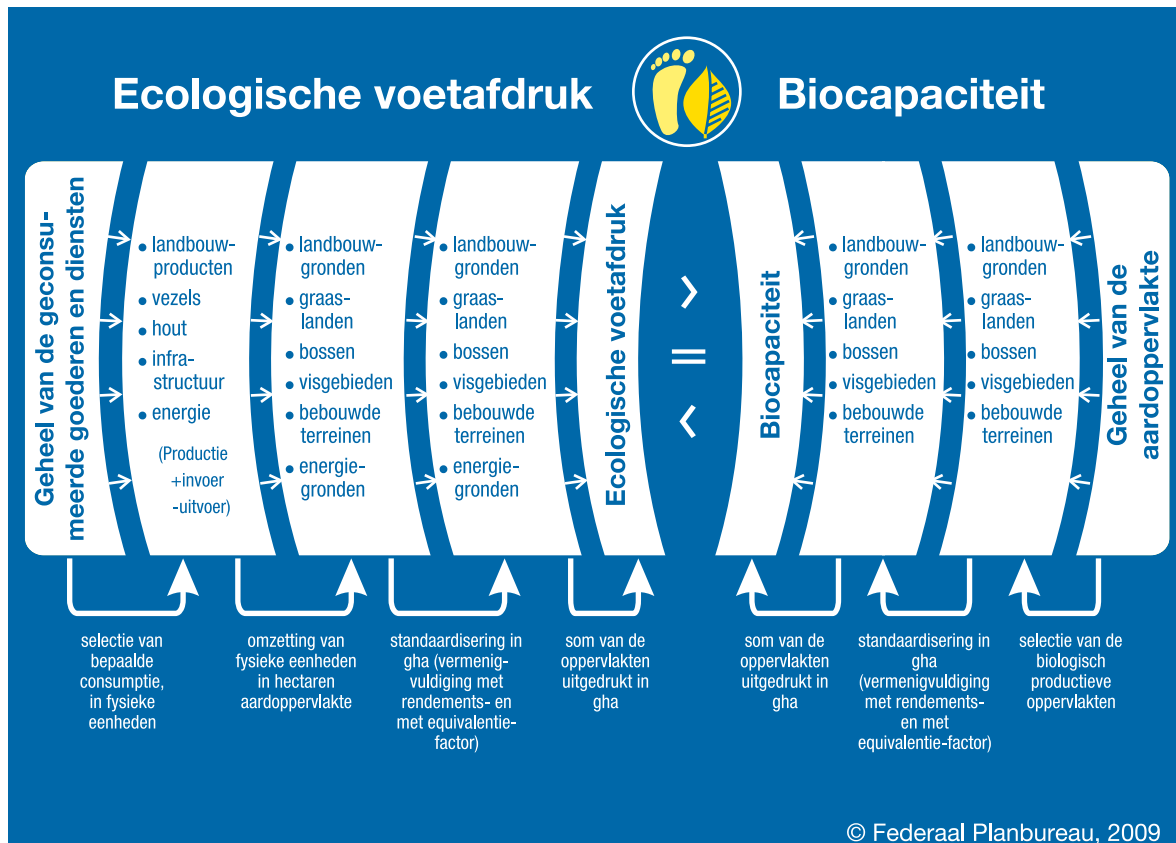 Ecologische voetafdruk
Biocapaciteit
Geheel van de geconsu-
meerde goederen en diensten
• landbouw-
producten
• vezels
• hout
• infra-
structuur
• energie
(Productie
+invoer
-uitvoer)
• landbouw-
gronden
• graas-
landen
• bossen
• visgebieden
• bebouwde
terreinen
• energie-
gronden
• landbouw-
gronden
• graas-
landen
• bossen
• visgebieden
• bebouwde
terreinen
• energie-
gronden
Ecologische voetafdruk
>
=
<
Biocapaciteit
• landbouw-
gronden
• graas-
landen
• bossen
• visgebieden
• bebouwde
terreinen
• landbouw-
gronden
• graas-
landen
• bossen
• visgebieden
• bebouwde
terreinen
Geheel van de
aardoppervlakte
selectie van
bepaalde
consumptie,
in fysieke
eenheden
omzetting van
fysieke eenheden
in hectaren
aardoppervlakte
standaardisering in
gha (vermenig-
vuldiging met
rendements- en
met equivalentie-
factor)
som van de
oppervlakten
uitgedrukt in
gha
som van de
oppervlakten
uitgedrukt in
gha
standaardisering in
gha
(vermenigvuldiging
met rendements-
en met
equivalentie-factor)
selectie van de
biologisch
productieve
oppervlakten
© Federaal Planbureau, 2009